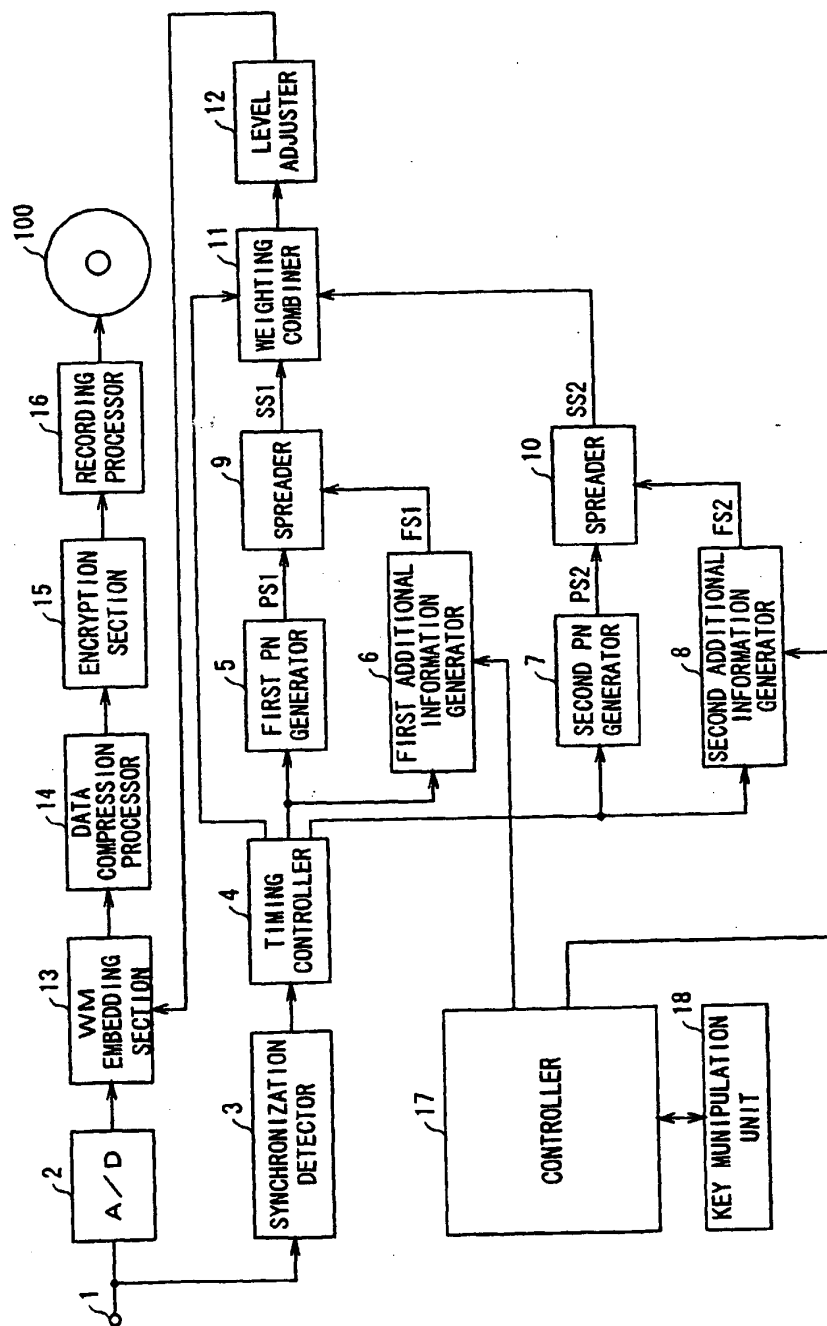 1
2
A/D
13
WM
EMBEDDING
SECTION
14
DATA
COMPRESSION
PROCESSOR
15
ENCRYPTION
SECTION
16
RECORDING
PROCESSOR
100
3
SYNCHRONIZATION
DETECTOR
4
TIMING
CONTROLLER
5
FIRST PN
GENERATOR
PS1
9
SPREADER
SS1
11
WEIGHTING
COMBINER
12
LEVEL
ADJUSTER
6
FIRST ADDITIONAL
INFORMATION
GENERATOR
FS1
7
SECOND PN
GENERATOR
PS2
10
SPREADER
SS2
8
SECOND ADDITIONAL
INFORMATION
GENERATOR
FS2
17
CONTROLLER
18
KEY MUNIPULATION
UNIT